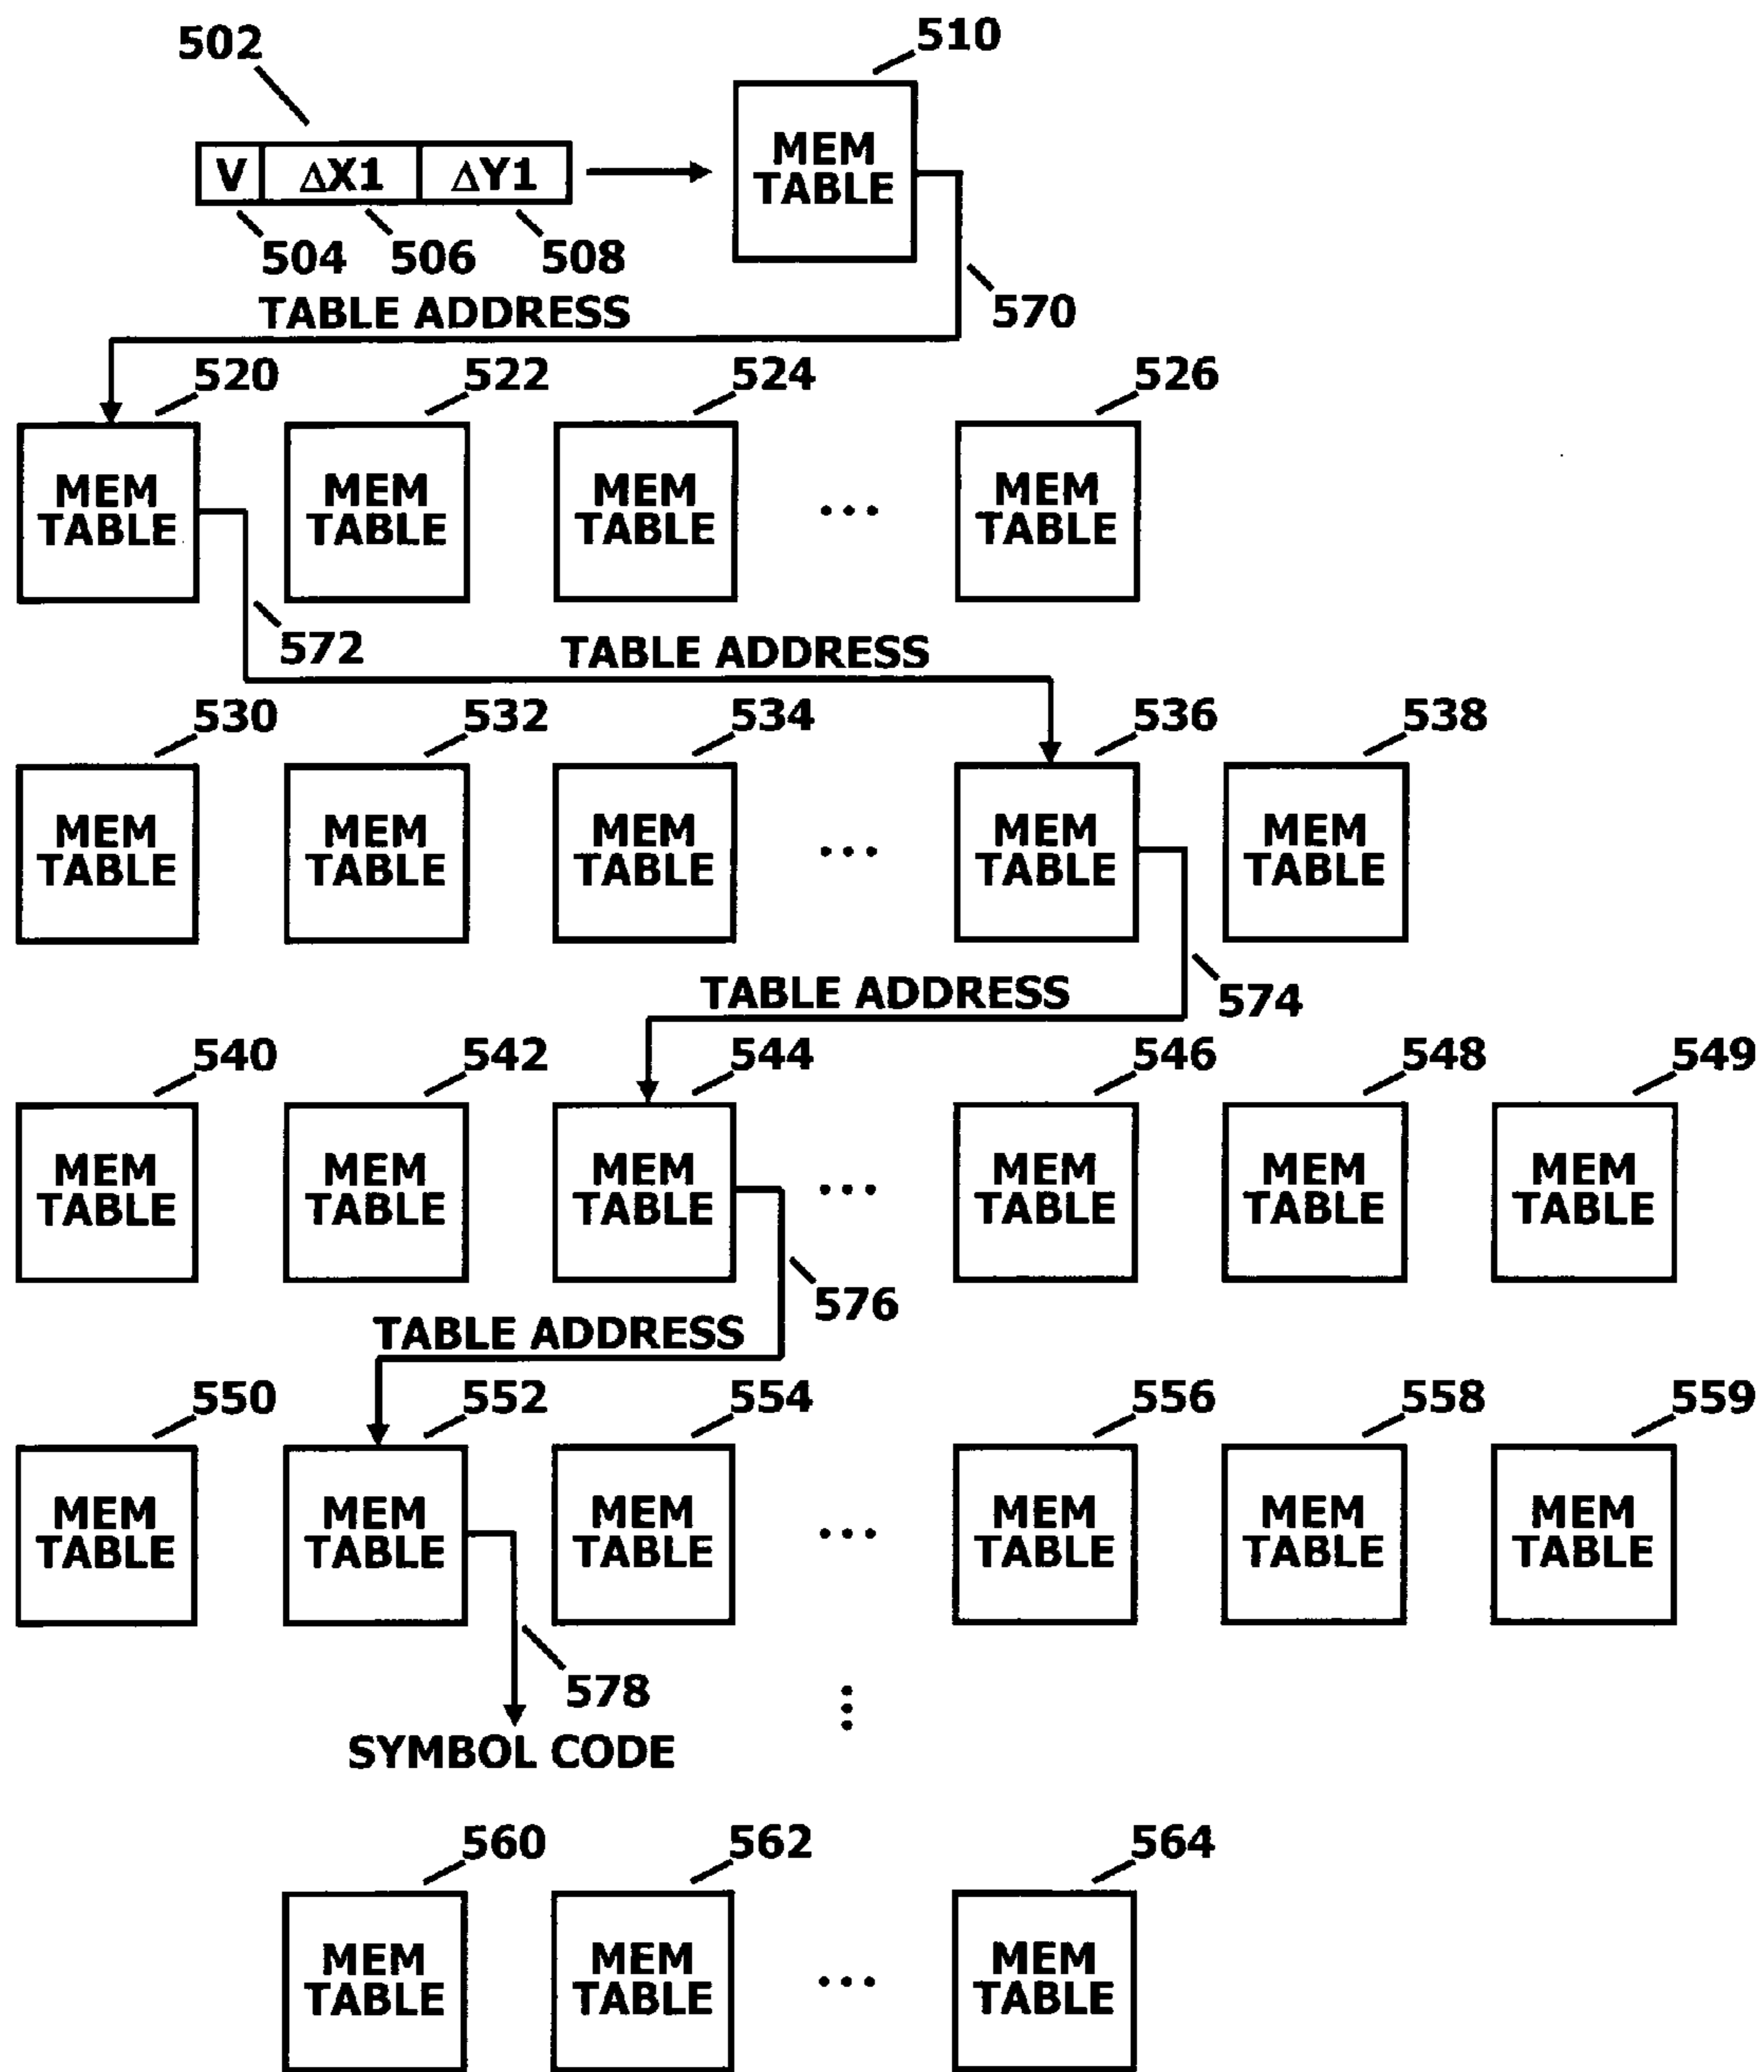 502
510
V ΔX1 ΔY1
MEM TABLE
504 506 508
570
TABLE ADDRESS
520 522 524 526
MEM MEM MEM MEM
TABLE TABLE TABLE ... TABLE
572
TABLE ADDRESS
530 532 534 536 538
MEM MEM MEM MEM MEM
TABLE TABLE TABLE ... TABLE TABLE
574
TABLE ADDRESS
540 542 544 546 548 549
MEM MEM MEM MEM MEM MEM
TABLE TABLE TABLE ... TABLE TABLE TABLE
576
TABLE ADDRESS
550 552 554 556 558 559
MEM MEM MEM MEM MEM MEM
TABLE TABLE TABLE ... TABLE TABLE TABLE
578
SYMBOL CODE
560 562 564
MEM MEM MEM
TABLE TABLE ... TABLE